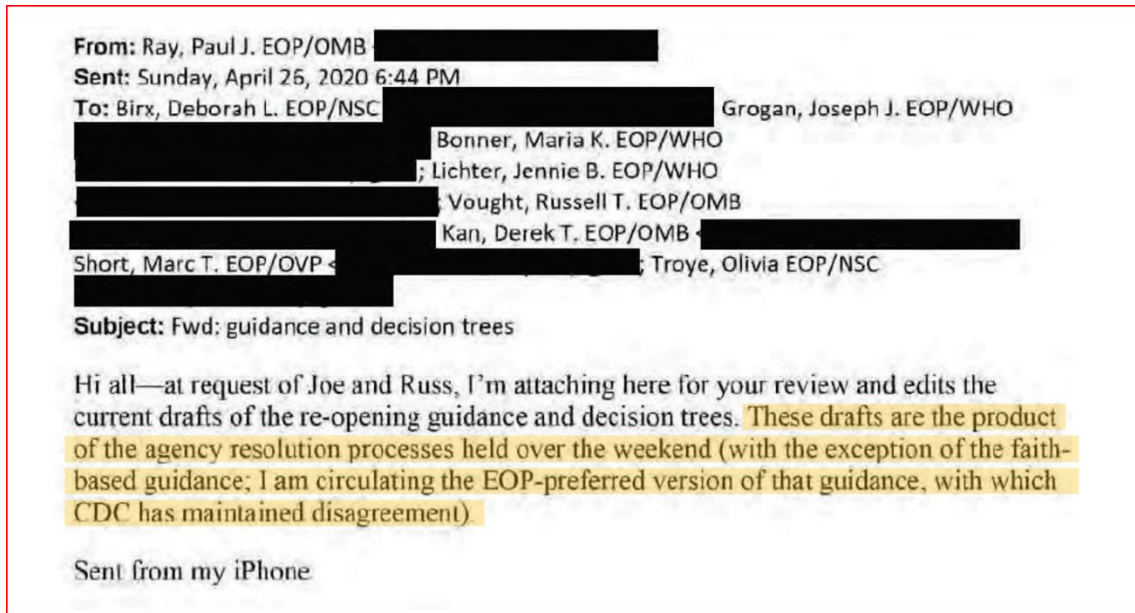 From: Ray, Paul J. EOP/OMB
Sent: Sunday, April 26, 2020 6:44 PM
To: Birx, Deborah L. EOP/NSC Grogan, Joseph J. EOP/WHO
Bonner, Maria K. EOP/WHO
; Lichter, Jennie B. EOP/WHO
; Vought, Russell T. EOP/OMB
Kan, Derek T. EOP/OMB <
Short, Marc T. EOP/OVP < ; Troye, Olivia EOP/NSC
Subject: Fwd: guidance and decision trees
Hi all—at request of Joe and Russ, I'm attaching here for your review and edits the
current drafts of the re-opening guidance and decision trees. These drafts are the product
of the agency resolution processes held over the weekend (with the exception of the faith-
based guidance; I am circulating the EOP-preferred version of that guidance, with which
CDC has maintained disagreement).
Sent from my iPhone